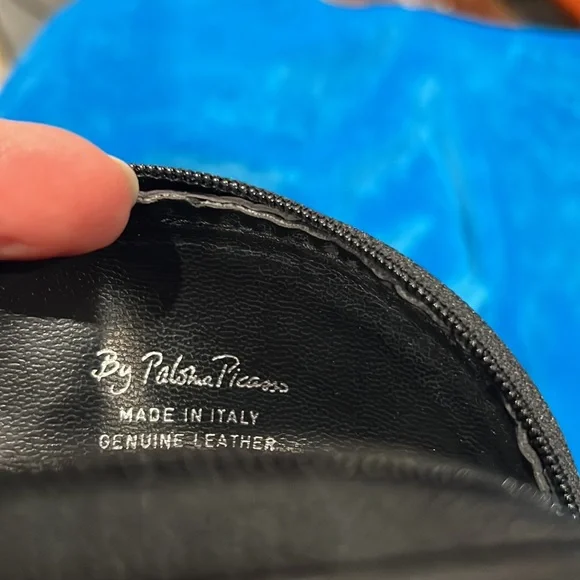 By Paloma Picasso
MADE IN ITALY
GENUINE LEATHER